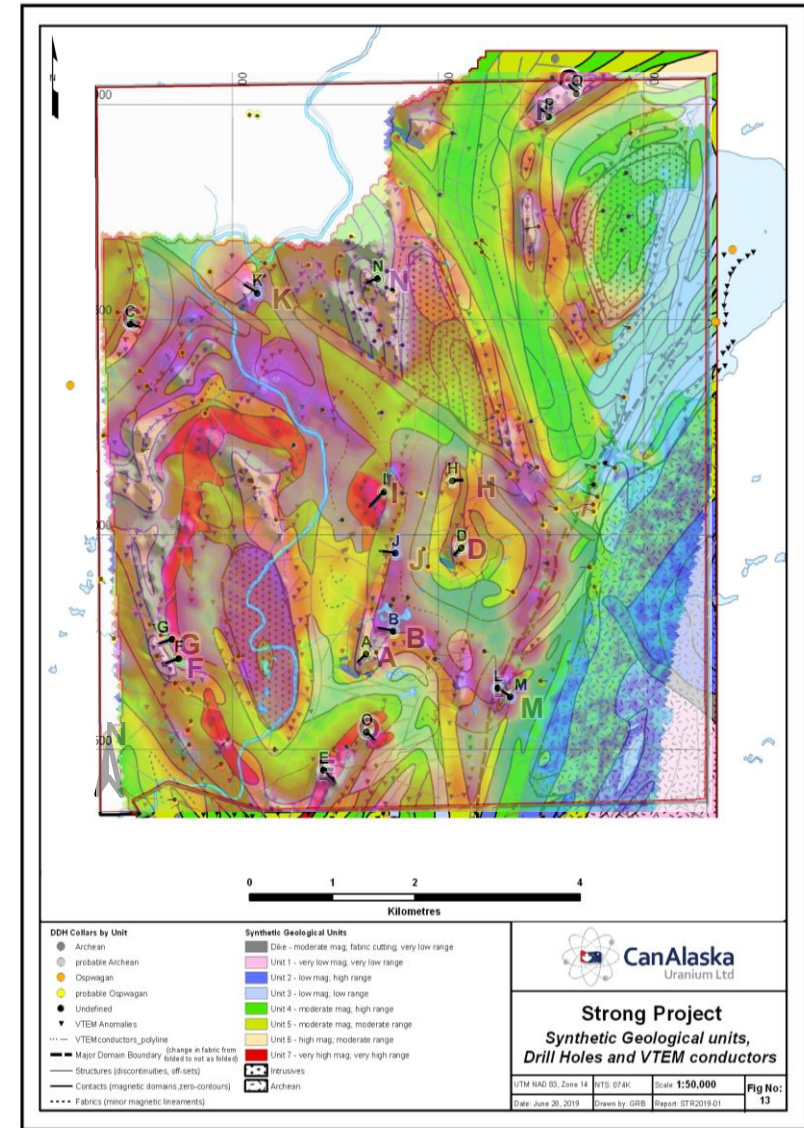 N
C
K
K
N
N
Q
P
H
H
I
I
D
D
J
J
B
B
A
A
G
G
F
F
L
M
M
O
E
0 1 2 4
Kilometres
DDH Collars by Unit
Archean
probable Archean
Ospwagan
probable Ospwagan
Undefined
VTEM Anomalies
VTEMconductors_polyline
Major Domain Boundary (change in fabric from folded to not as folded)
Structures (discontinuities, off-sets)
Contacts (magnetic domains,zero-contours)
Fabrics (minor magnetic lineaments)
Synthetic Geological Units
Dike - moderate mag; fabric cutting; very low range
Unit 1 - very low mag; very low range
Unit 2 - low mag, high range
Unit 3 - low mag, low range
Unit 4 - moderate mag; high range
Unit 5 - moderate mag; moderate range
Unit 6 - high mag; moderate range
Unit 7 - very high mag; very high range
Intrusives
Archean
CanAlaska
Uranium Ltd
Strong Project
Synthetic Geological units,
Drill Holes and VTEM conductors
UTM NAD 83, Zone 14 NTS: 074K Scale: 1:50,000 Fig No:
Date: June 28, 2019 Drawn by: GRB Report: STR2019-01 13